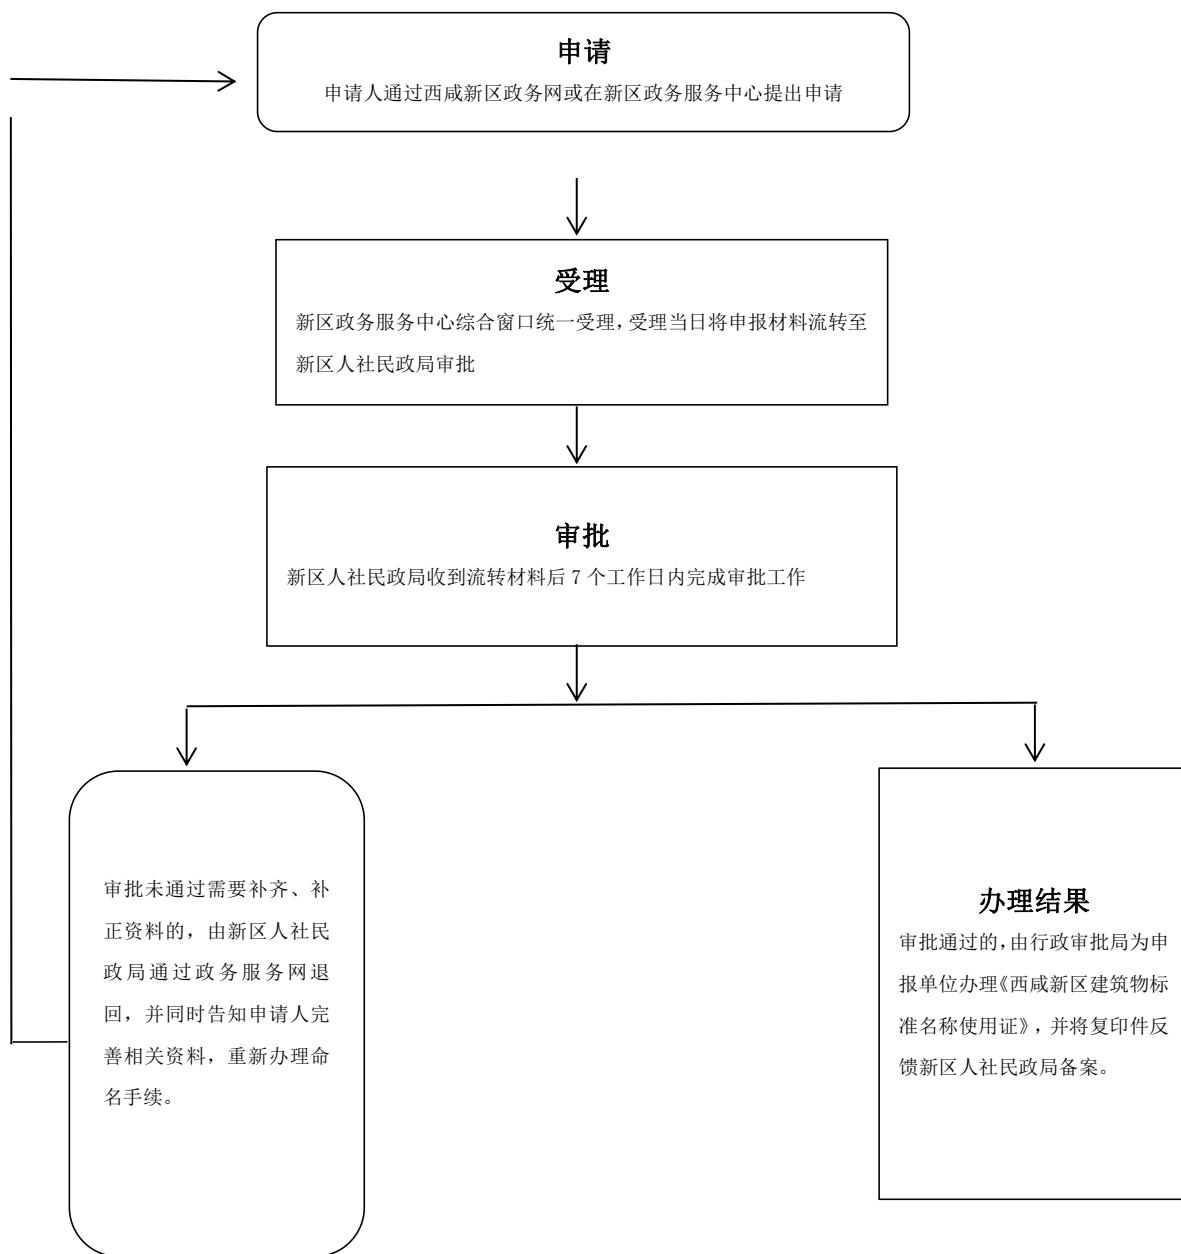 申请
申请人通过西咸新区政务网或在新区政务服务中心提出申请
受理
新区政务服务中心综合窗口统一受理，受理当日将申报材料流转至
新区人社民政局审批
审批
新区人社民政局收到流转材料后 7 个工作日内完成审批工作
审批未通过需要补齐、补
正资料的，由新区人社民
政局通过政务服务网退
回，并同时告知申请人完
善相关资料，重新办理命
名手续。
办理结果
审批通过的，由行政审批局为申
报单位办理《西咸新区建筑物标
准名称使用证》，并将复印件反
馈新区人社民政局备案。